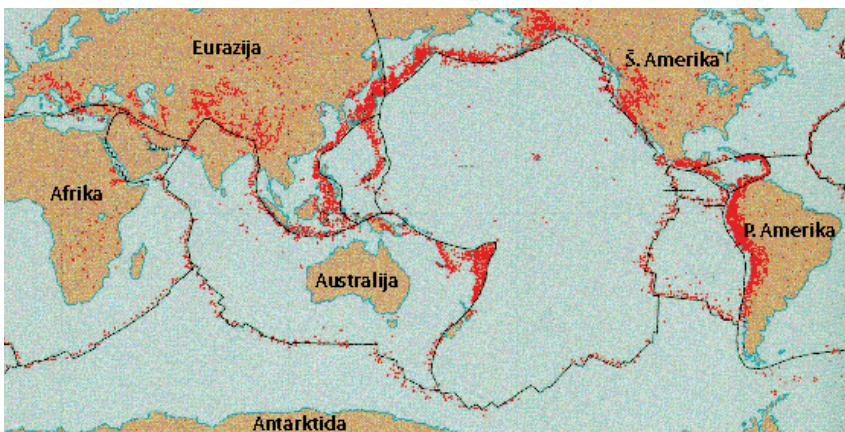 Eurazija
Š. Amerika
Afrika
P. Amerika
Australija
Antarktida